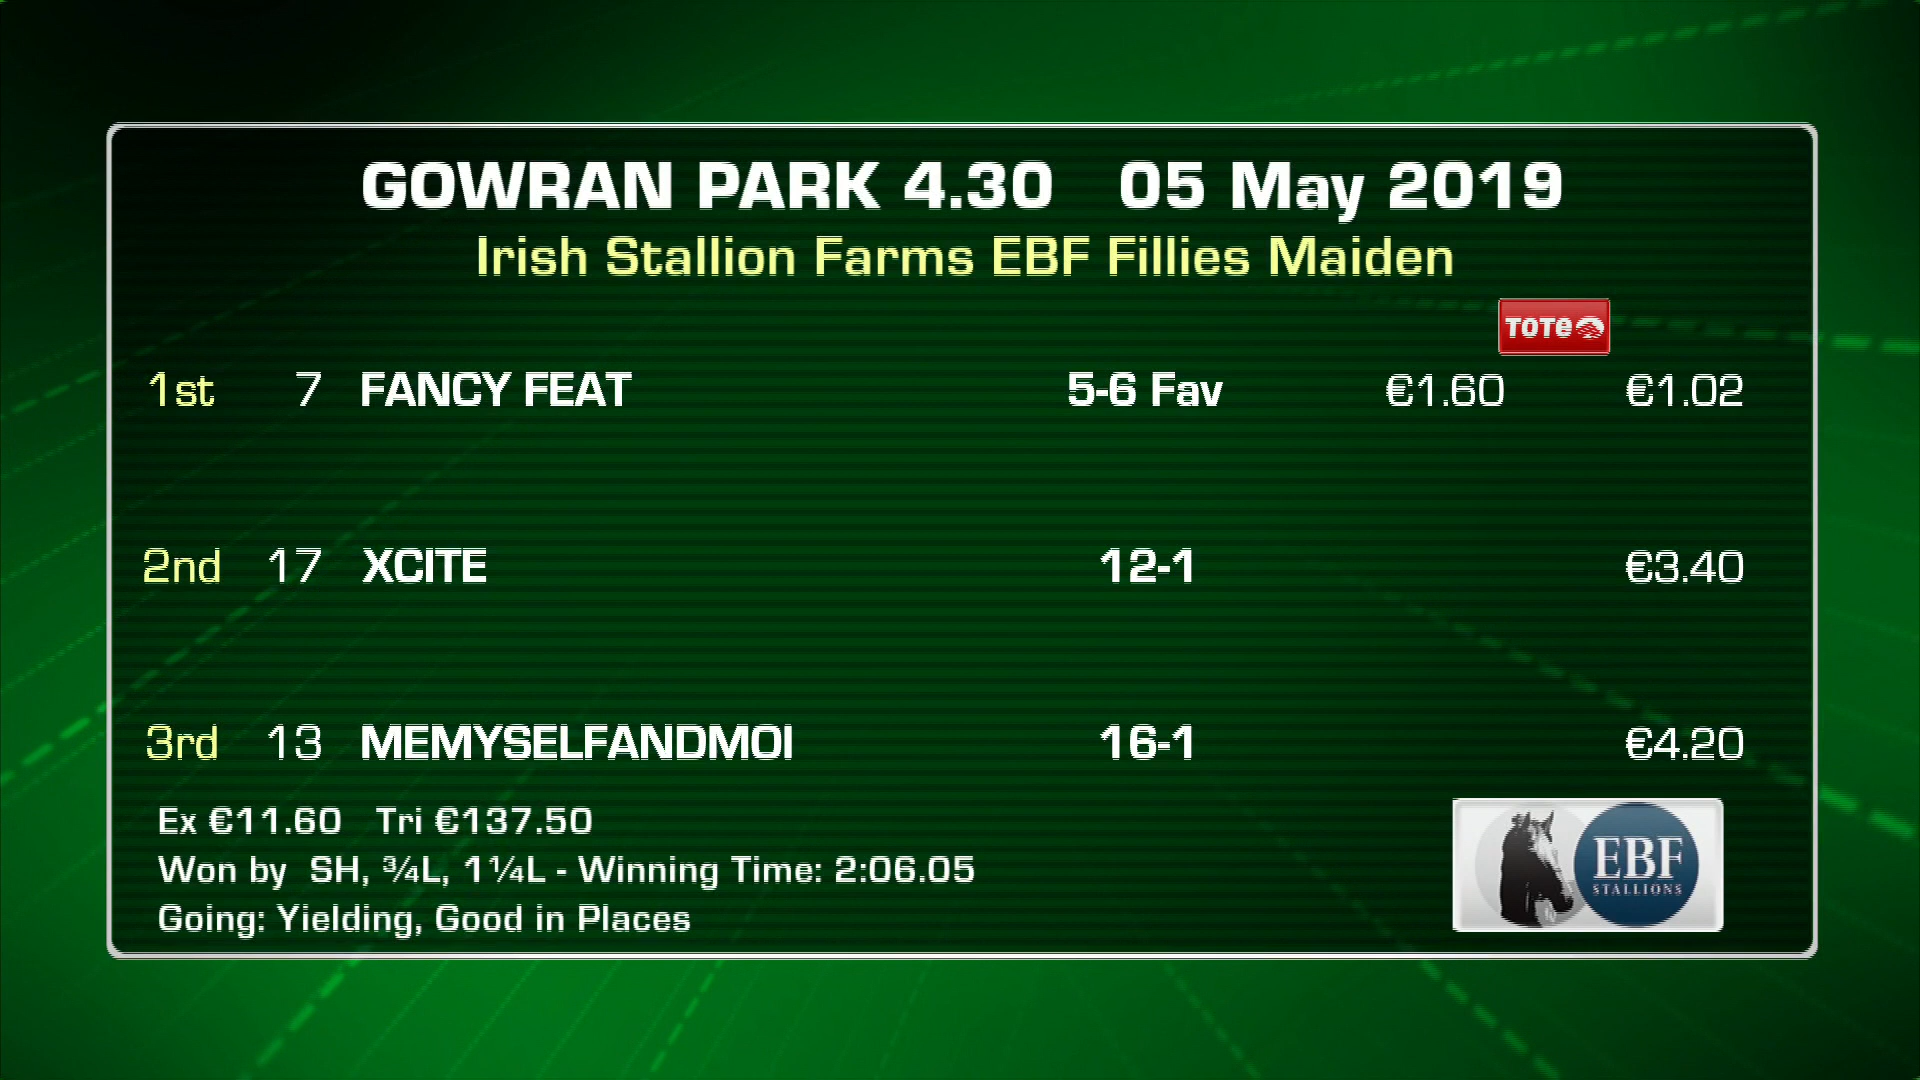 GOWRAN PARK 4.30 05 May 2019
Irish Stallion Farms EBF Fillies Maiden
TOTE
1st 7 FANCY FEAT 5-6 Fav €1.60 €1.02
2nd 17 XCITE 12-1 €3.40
3rd 13 MEMYSELFANDMOI 16-1 €4.20
Ex €11.60 Tri €137.50
Won by SH, ¾L, 1¼L - Winning Time: 2:06.05
Going: Yielding, Good in Places
EBF
STALLIONS